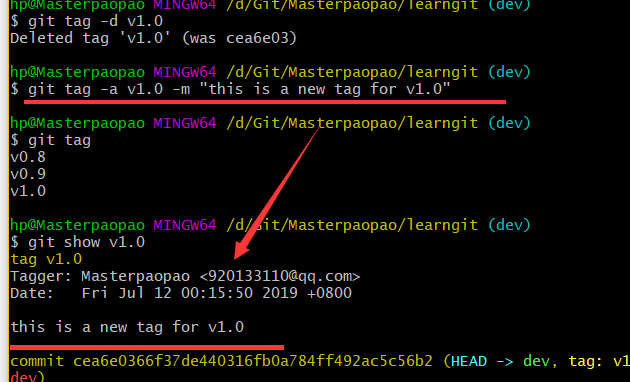 hp@Masterpaopao MINGW64 /d/Git/Masterpaopao/learngit (dev)
$ git tag -d v1.0
Deleted tag 'v1.0' (was cea6e03)
hp@Masterpaopao MINGW64 /d/Git/Masterpaopao/learngit (dev)
$ git tag -a v1.0 -m "this is a new tag for v1.0"
hp@Masterpaopao MINGW64 /d/Git/Masterpaopao/learngit (dev)
$ git tag
v0.8
v0.9
v1.0
hp@Masterpaopao MINGW64 /d/Git/Masterpaopao/learngit (dev)
$ git show v1.0
tag v1.0
Tagger: Masterpaopao <920133110@qq.com>
Date:   Fri Jul 12 00:15:50 2019 +0800
this is a new tag for v1.0
commit cea6e0366f37de440316fb0a784ff492ac5c56b2 (HEAD -> dev, tag: v1
dev)